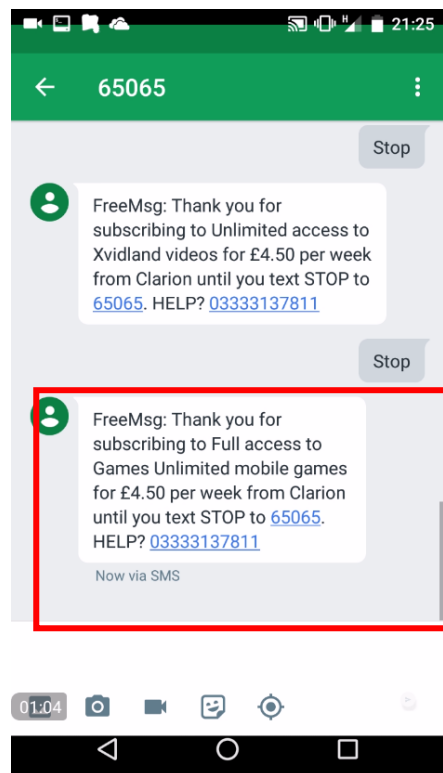 21:25
65065
Stop
FreeMsg: Thank you for
subscribing to Unlimited access to
Xvidland videos for £4.50 per week
from Clarion until you text STOP to
65065. HELP? 03333137811
Stop
FreeMsg: Thank you for
subscribing to Full access to
Games Unlimited mobile games
for £4.50 per week from Clarion
until you text STOP to 65065.
HELP? 03333137811
Now via SMS
01:04